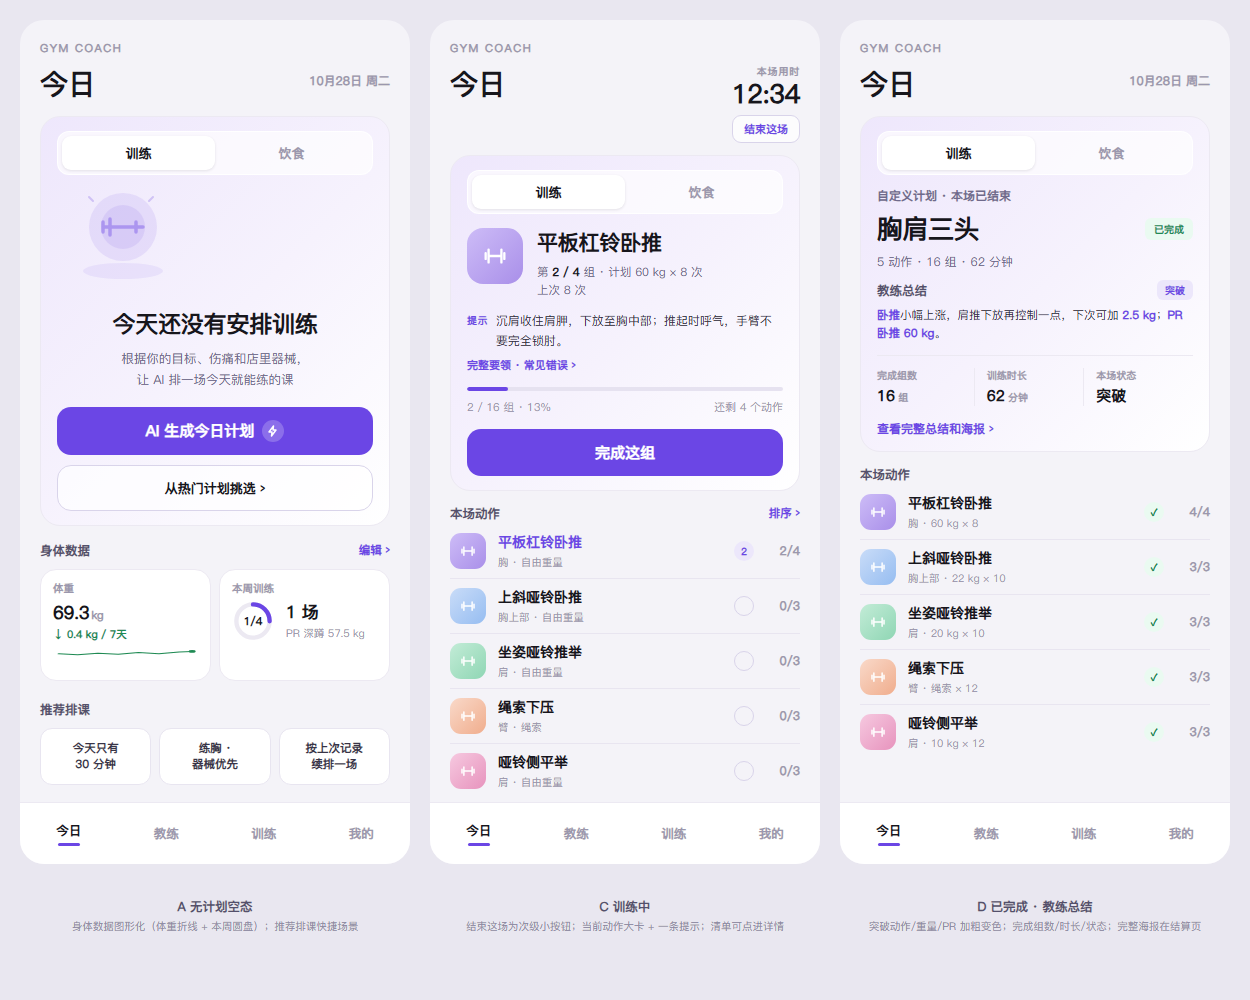 GYM COACH
今日
10月28日 周二
训练
饮食
今天还没有安排训练
根据你的目标、伤痛和店里器械，
让 AI 排一场今天就能练的课
AI 生成今日计划
从热门计划挑选 ›
身体数据
编辑 ›
体重
69.3 kg
↓ 0.4 kg / 7天
本周训练
1/4
1 场
PR 深蹲 57.5 kg
推荐排课
今天只有
30 分钟
练胸 ·
器械优先
按上次记录
续排一场
今日
教练
训练
我的
A 无计划空态
身体数据图形化（体重折线 + 本周圆盘）；推荐排课快捷场景
GYM COACH
今日
本场用时
12:34
结束这场
训练
饮食
平板杠铃卧推
第 2 / 4 组 · 计划 60 kg × 8 次
上次 8 次
提示 沉肩收住肩胛，下放至胸中部；推起时呼气，手臂不
要完全锁肘。
完整要领 · 常见错误 ›
2 / 16 组 · 13%
还剩 4 个动作
完成这组
本场动作
排序 ›
平板杠铃卧推
胸 · 自由重量
2
2/4
上斜哑铃卧推
胸上部 · 自由重量
0/3
坐姿哑铃推举
肩 · 自由重量
0/3
绳索下压
臂 · 绳索
0/3
哑铃侧平举
肩 · 自由重量
0/3
今日
教练
训练
我的
C 训练中
结束这场为次级小按钮；当前动作大卡 + 一条提示；清单可点进详情
GYM COACH
今日
10月28日 周二
训练
饮食
自定义计划 · 本场已结束
胸肩三头
已完成
5 动作 · 16 组 · 62 分钟
教练总结
突破
卧推小幅上涨，肩推下放再控制一点，下次可加 2.5 kg；PR
卧推 60 kg。
完成组数
16 组
训练时长
62 分钟
本场状态
突破
查看完整总结和海报 ›
本场动作
平板杠铃卧推
胸 · 60 kg × 8
✓
4/4
上斜哑铃卧推
胸上部 · 22 kg × 10
✓
3/3
坐姿哑铃推举
肩 · 20 kg × 10
✓
3/3
绳索下压
臂 · 绳索 × 12
✓
3/3
哑铃侧平举
肩 · 10 kg × 12
✓
3/3
今日
教练
训练
我的
D 已完成 · 教练总结
突破动作/重量/PR 加粗变色；完成组数/时长/状态；完整海报在结算页